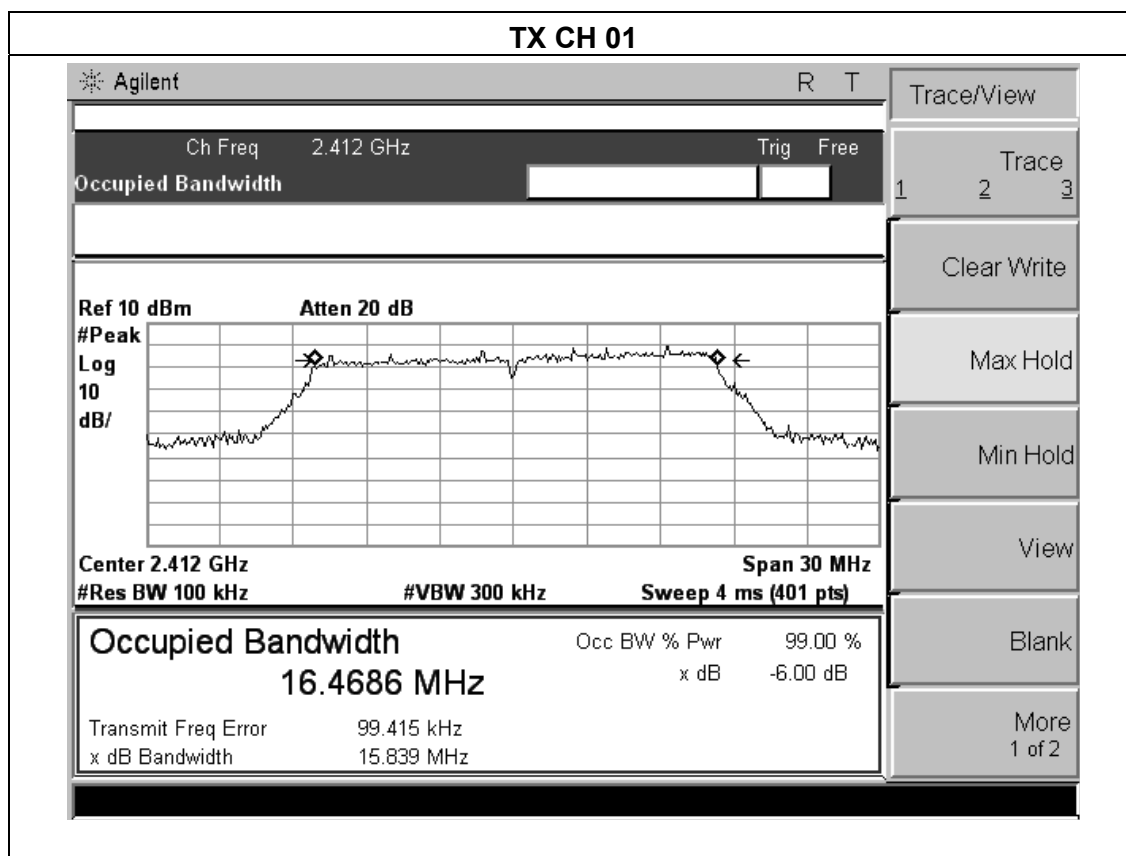 TX CH 01
Agilent R T
Trace/View
Ch Freq 2.412 GHz Trig Free
Occupied Bandwidth
Trace
1 2 3
Clear Write
Ref 10 dBm Atten 20 dB
#Peak
Log
10
dB/
Max Hold
Min Hold
Center 2.412 GHz Span 30 MHz
#Res BW 100 kHz #VBW 300 kHz Sweep 4 ms (401 pts)
View
Occupied Bandwidth Occ BW % Pwr 99.00 %
16.4686 MHz x dB -6.00 dB
Blank
Transmit Freq Error 99.415 kHz
x dB Bandwidth 15.839 MHz
More
1 of 2